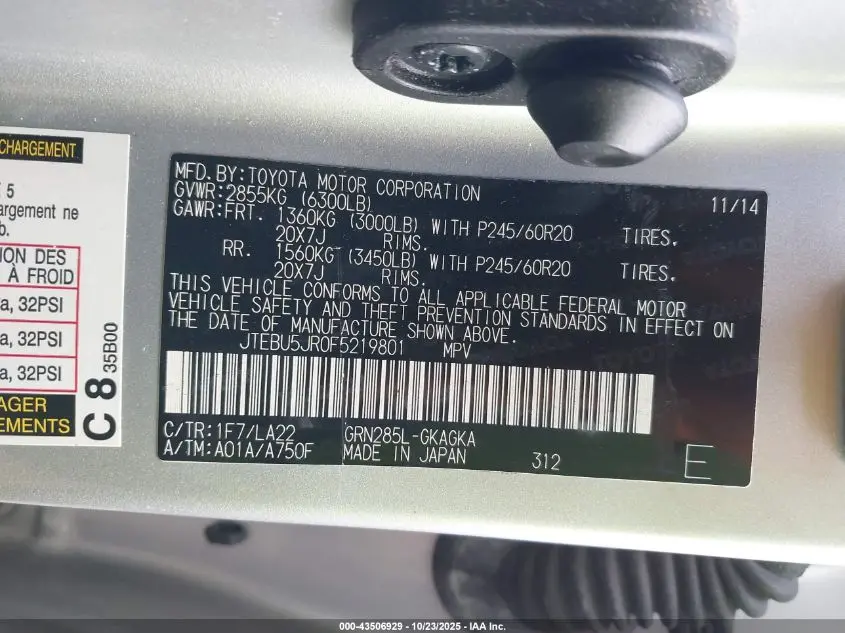 CHARGEMENT
5
argement ne
b.
ION DES
À FROID
a, 32PSI
a, 32PSI
a, 32PSI
AGER
EMENTS
C 8 35B00
MFD. BY: TOYOTA MOTOR CORPORATION 11/14
GVWR: 2855KG (6300LB)
GAWR: FRT. 1360KG (3000LB) WITH P245/60R20 TIRES.
20X7J RIMS.
RR. 1560KG (3450LB) WITH P245/60R20 TIRES.
20X7J RIMS.
THIS VEHICLE CONFORMS TO ALL APPLICABLE FEDERAL MOTOR
VEHICLE SAFETY AND THEFT PREVENTION STANDARDS IN EFFECT ON
THE DATE OF MANUFACTURE SHOWN ABOVE.
JTEBU5JR0F5219801 MPV
C/TR: 1F7/LA22 GRN285L-GKAGKA
A/TM: A01A/A750F MADE IN JAPAN 312 E
000-43506929 - 10/23/2025 - IAA Inc.